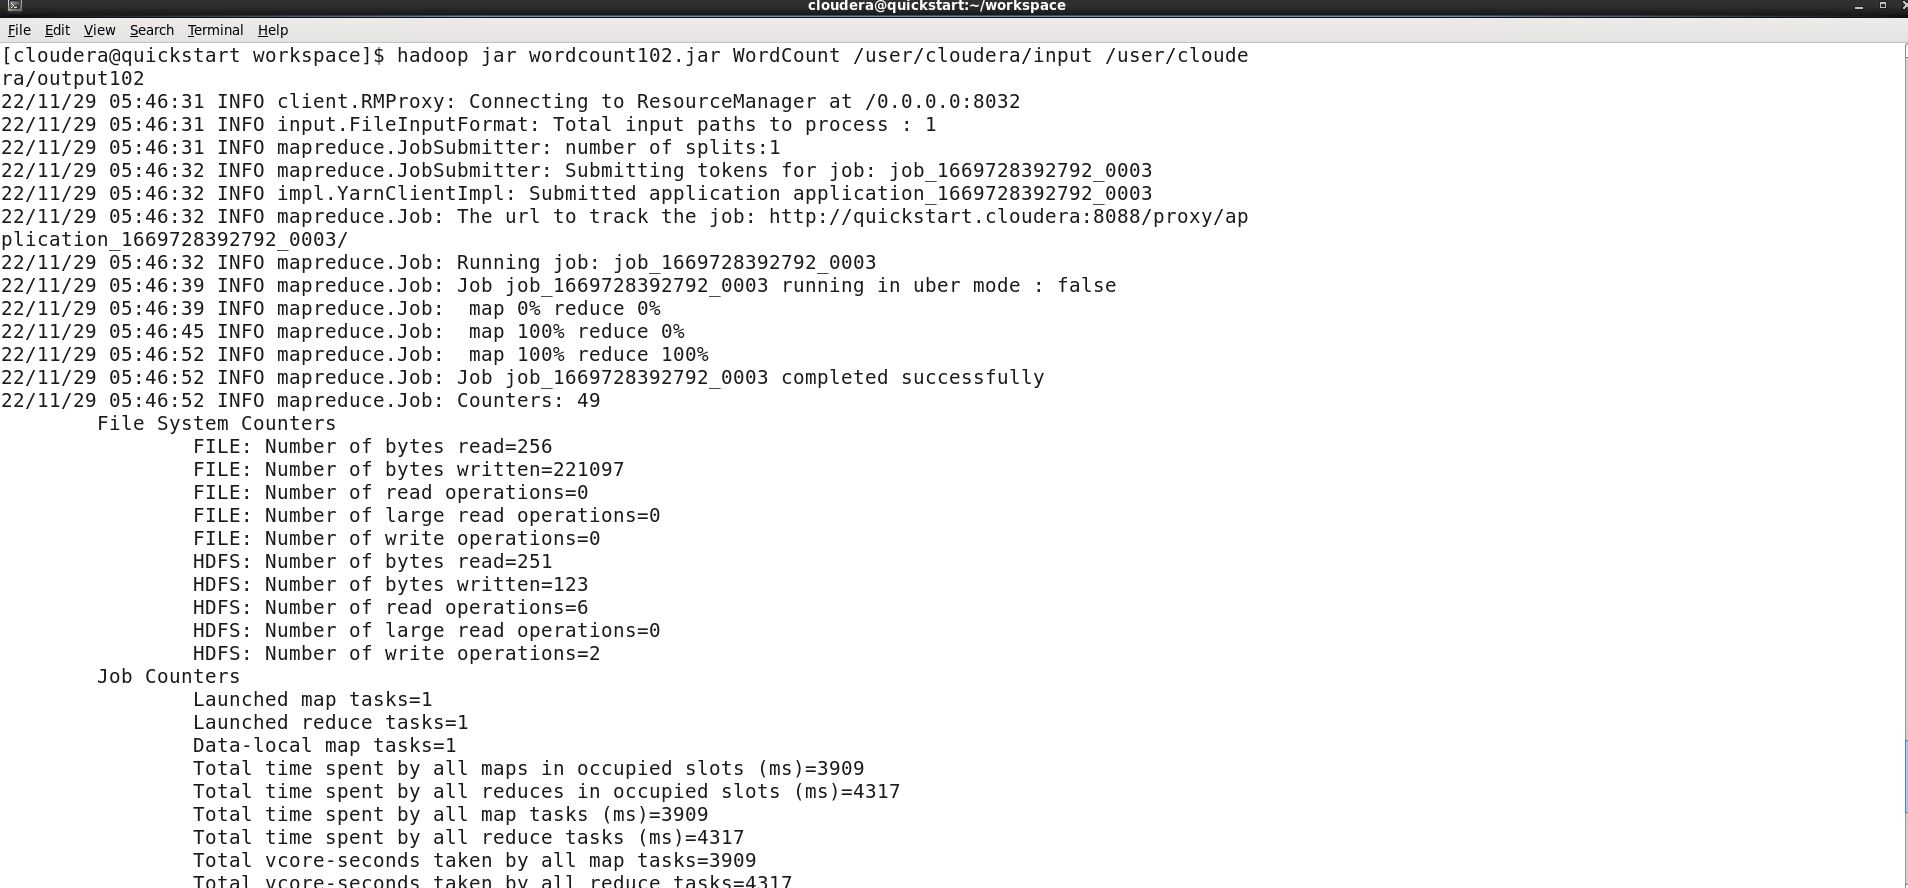 cloudera@quickstart:~/workspace
File Edit View Search Terminal Help
[cloudera@quickstart workspace]$ hadoop jar wordcount102.jar WordCount /user/cloudera/input /user/cloude
ra/output102
22/11/29 05:46:31 INFO client.RMProxy: Connecting to ResourceManager at /0.0.0.0:8032
22/11/29 05:46:31 INFO input.FileInputFormat: Total input paths to process : 1
22/11/29 05:46:31 INFO mapreduce.JobSubmitter: number of splits:1
22/11/29 05:46:32 INFO mapreduce.JobSubmitter: Submitting tokens for job: job_1669728392792_0003
22/11/29 05:46:32 INFO impl.YarnClientImpl: Submitted application application_1669728392792_0003
22/11/29 05:46:32 INFO mapreduce.Job: The url to track the job: http://quickstart.cloudera:8088/proxy/ap
plication_1669728392792_0003/
22/11/29 05:46:32 INFO mapreduce.Job: Running job: job_1669728392792_0003
22/11/29 05:46:39 INFO mapreduce.Job: Job job_1669728392792_0003 running in uber mode : false
22/11/29 05:46:39 INFO mapreduce.Job:  map 0% reduce 0%
22/11/29 05:46:45 INFO mapreduce.Job:  map 100% reduce 0%
22/11/29 05:46:52 INFO mapreduce.Job:  map 100% reduce 100%
22/11/29 05:46:52 INFO mapreduce.Job: Job job_1669728392792_0003 completed successfully
22/11/29 05:46:52 INFO mapreduce.Job: Counters: 49
File System Counters
FILE: Number of bytes read=256
FILE: Number of bytes written=221097
FILE: Number of read operations=0
FILE: Number of large read operations=0
FILE: Number of write operations=0
HDFS: Number of bytes read=251
HDFS: Number of bytes written=123
HDFS: Number of read operations=6
HDFS: Number of large read operations=0
HDFS: Number of write operations=2
Job Counters
Launched map tasks=1
Launched reduce tasks=1
Data-local map tasks=1
Total time spent by all maps in occupied slots (ms)=3909
Total time spent by all reduces in occupied slots (ms)=4317
Total time spent by all map tasks (ms)=3909
Total time spent by all reduce tasks (ms)=4317
Total vcore-seconds taken by all map tasks=3909
Total vcore-seconds taken by all reduce tasks=4317